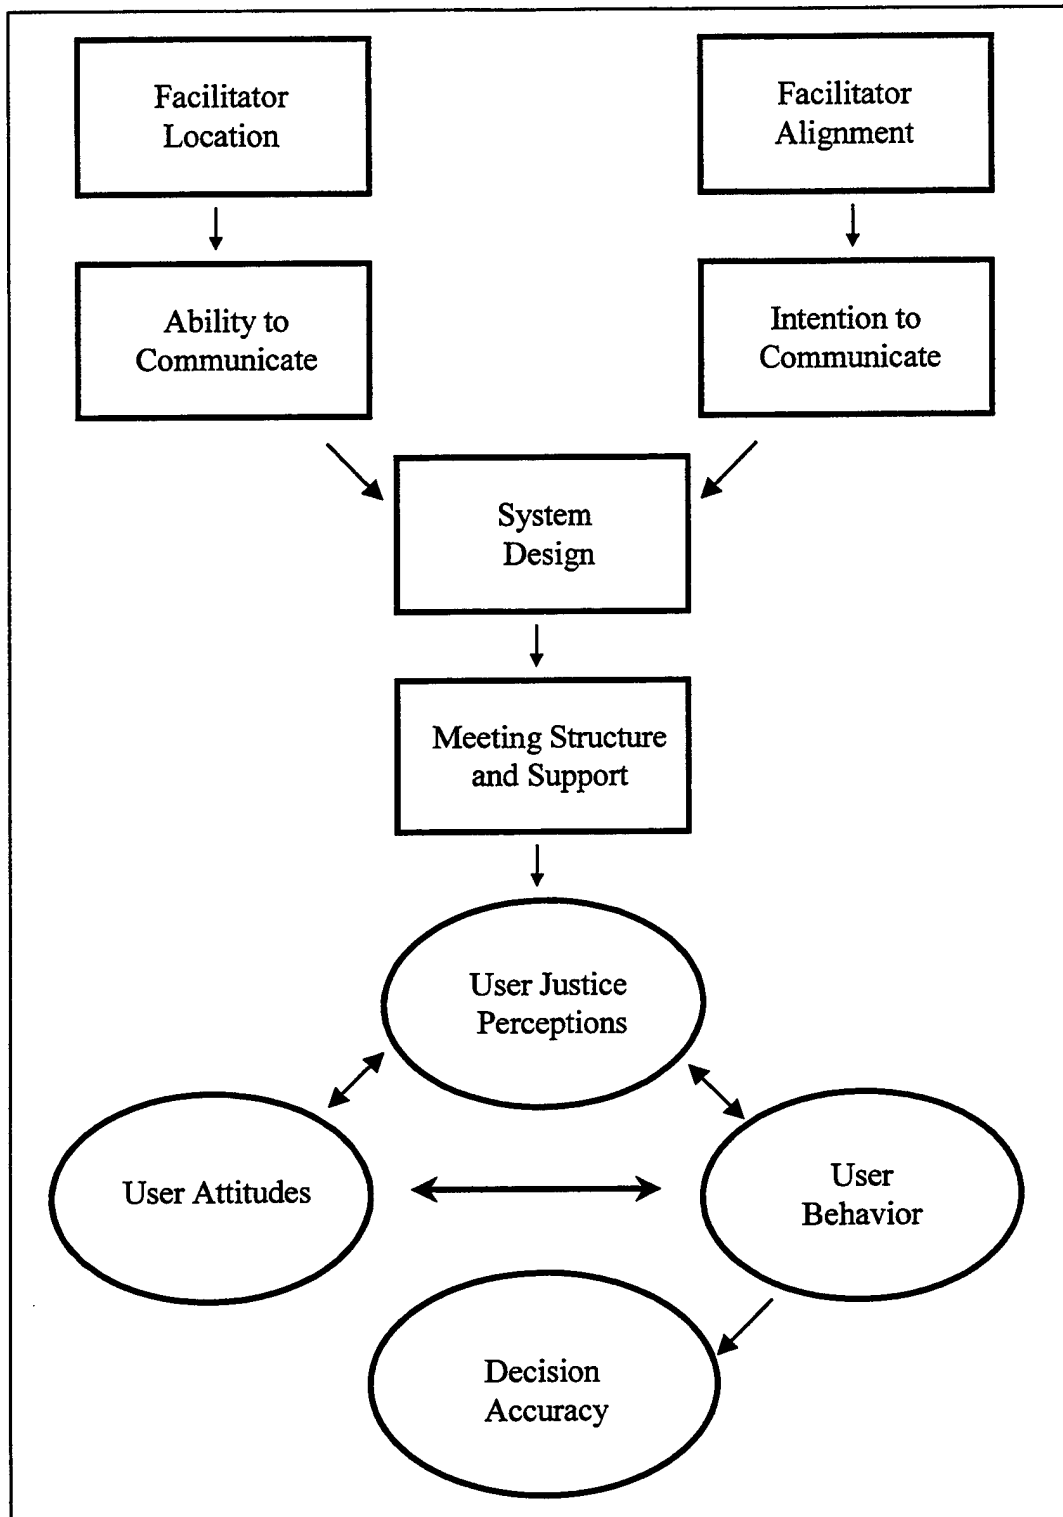 Facilitator
Location
Facilitator
Alignment
Ability to
Communicate
Intention to
Communicate
System
Design
Meeting Structure
and Support
User Justice
Perceptions
User Attitudes
User
Behavior
Decision
Accuracy